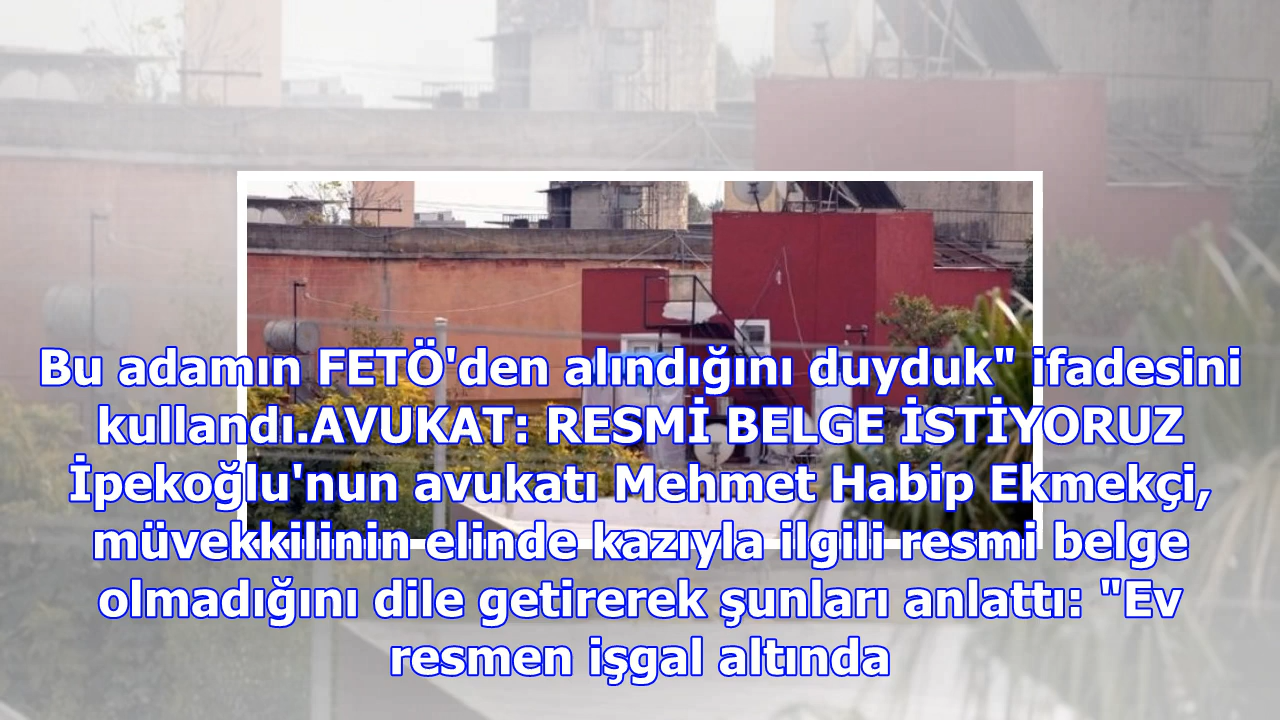 Bu adamın FETÖ'den alındığını duyduk" ifadesini
kullandı.AVUKAT: RESMİ BELGE İSTİYORUZ
İpekoğlu'nun avukatı Mehmet Habip Ekmekçi,
müvekkilinin elinde kazıyla ilgili resmi belge
olmadığını dile getirerek şunları anlattı: "Ev
resmen işgal altında